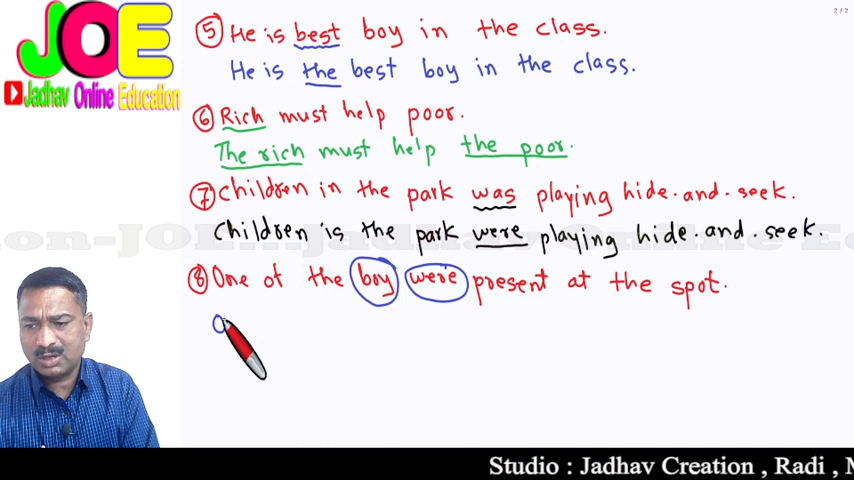 2/2
JOE
Jadhav Online Education
5 He is best boy in the class.
He is the best boy in the class.
6 Rich must help poor.
The rich must help the poor.
7 Children in the park was playing hide-and-seek.
Children is the park were playing hide-and-seek.
8 One of the boy were present at the spot.
O
Studio : Jadhav Creation , Radi , M